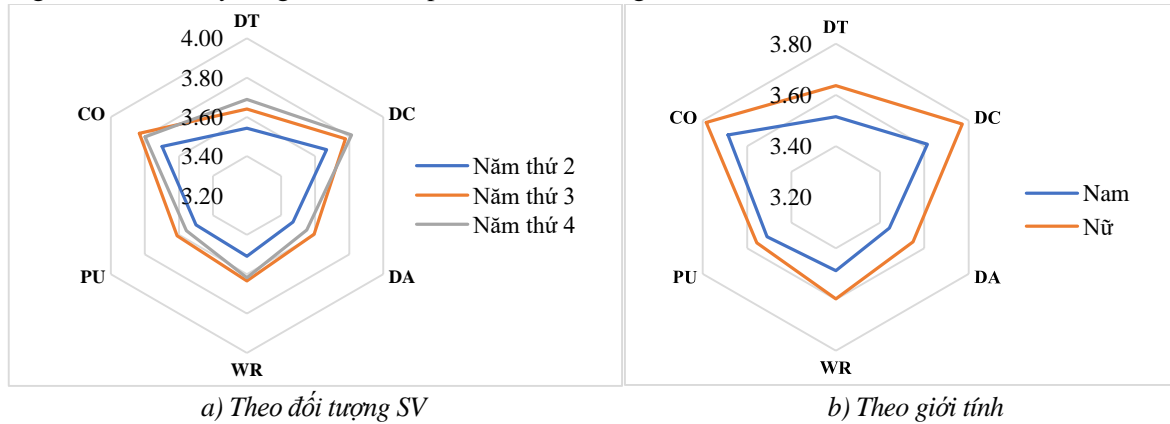 DT
4.00
3.80
3.60
3.40
3.20
CO
DC
PU
DA
WR
Năm thứ 2
Năm thứ 3
Năm thứ 4
a) Theo đối tượng SV
DT
3.80
3.60
3.40
3.20
CO
DC
PU
DA
WR
Nam
Nữ
b) Theo giới tính